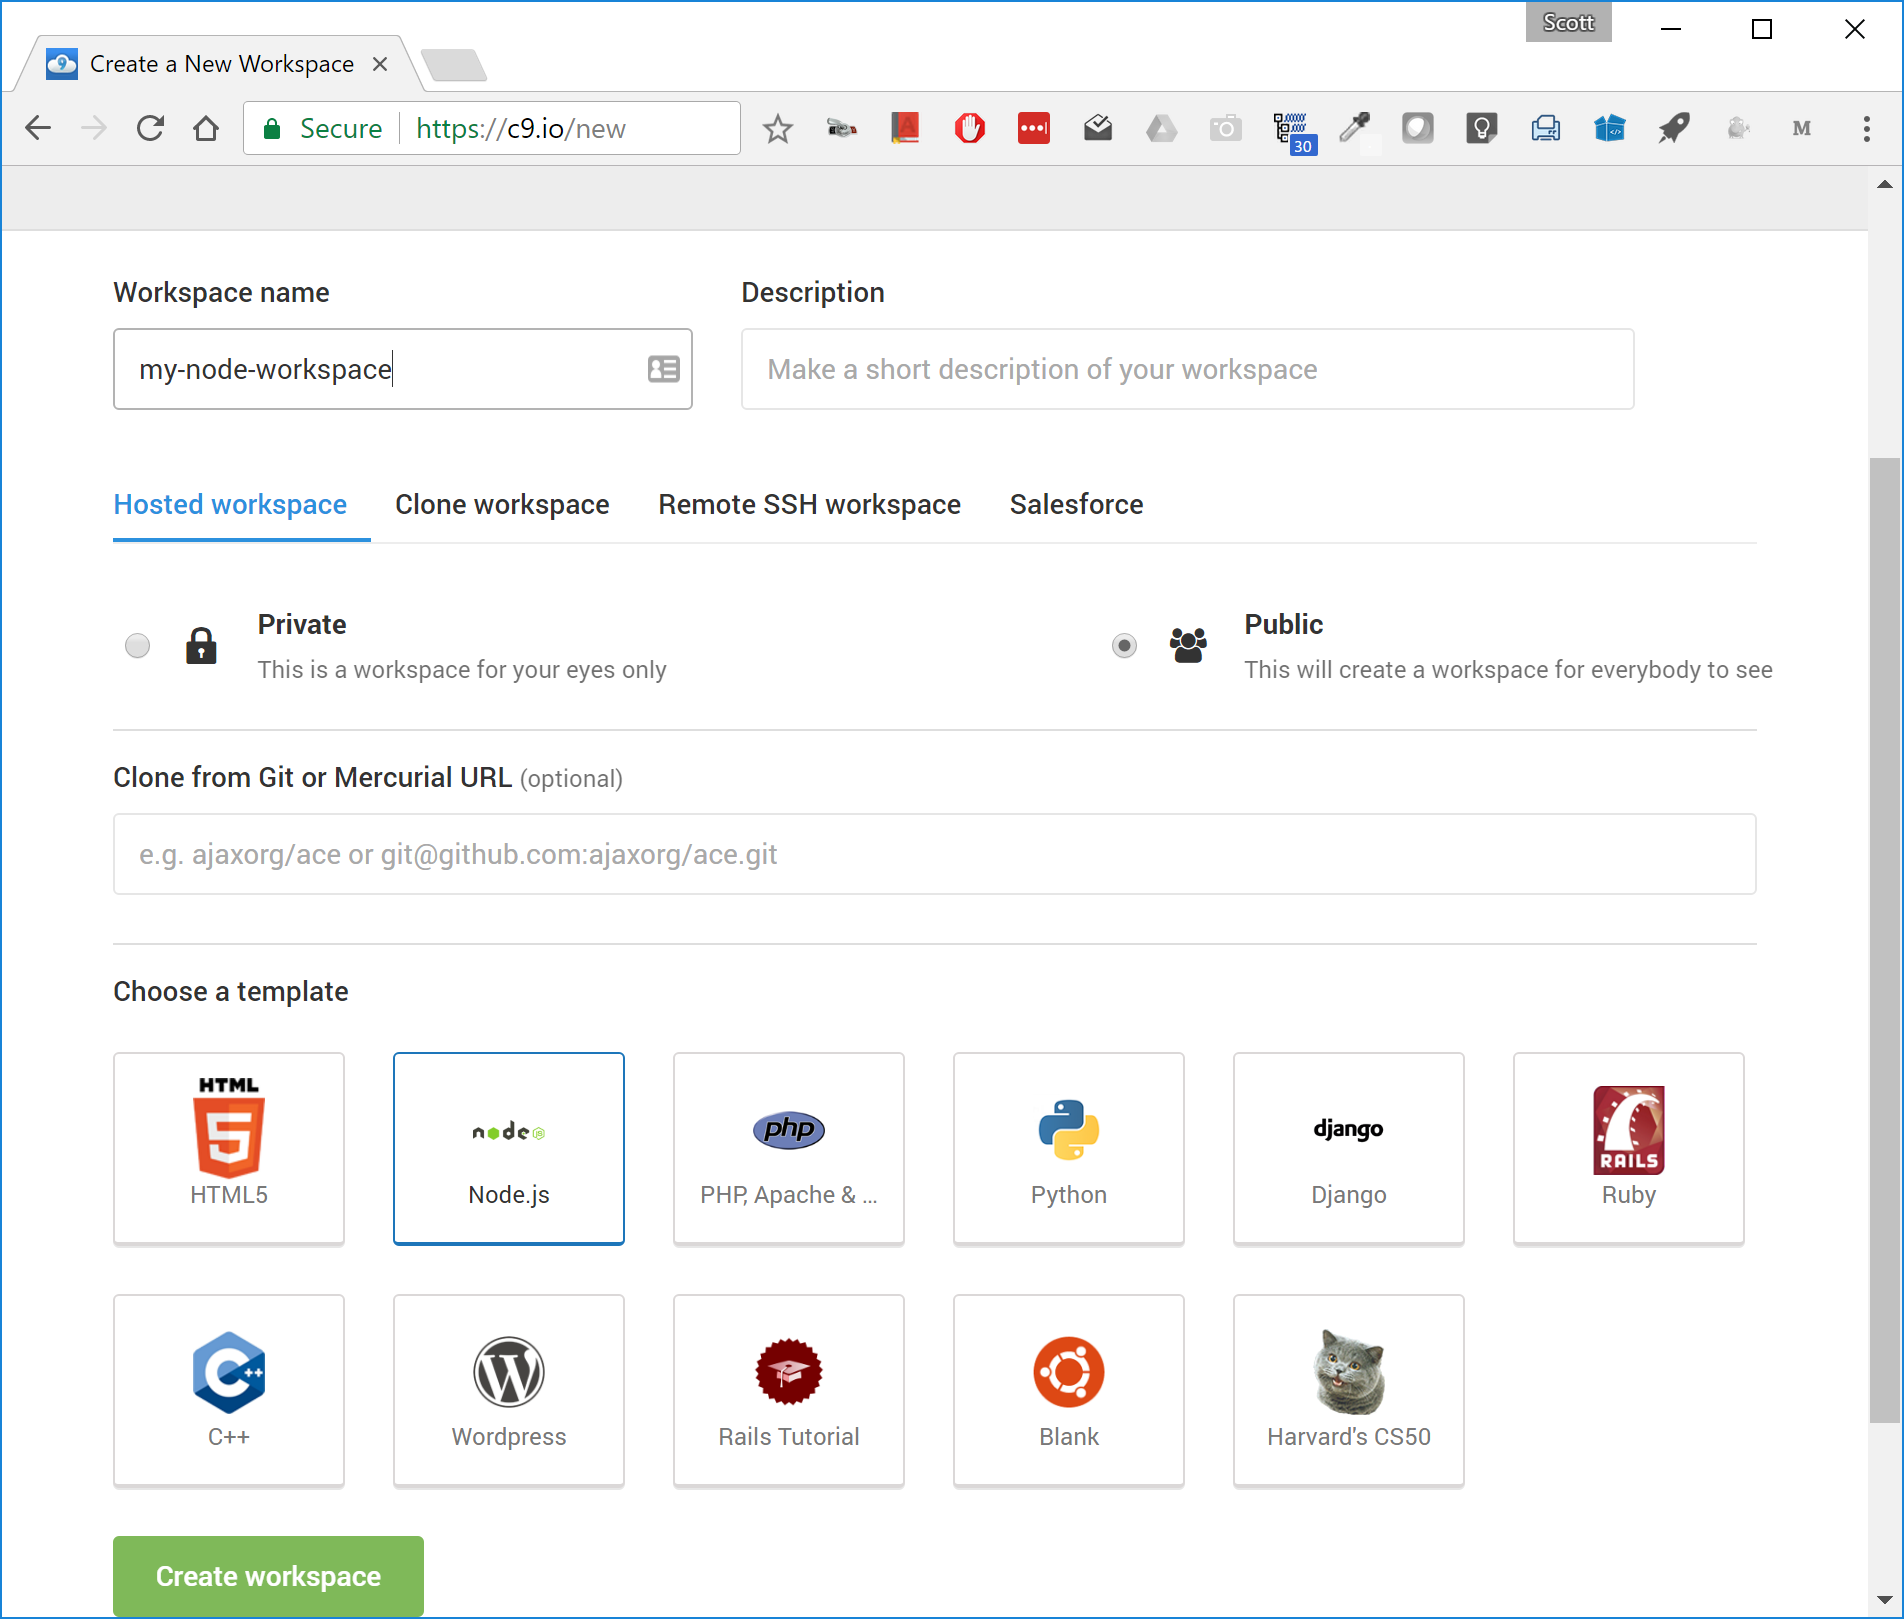 Scott
Create a New Workspace
Secure https://c9.io/new
30
M
Workspace name
Description
my-node-workspace
Make a short description of your workspace
Hosted workspace
Clone workspace
Remote SSH workspace
Salesforce
Private
This is a workspace for your eyes only
Public
This will create a workspace for everybody to see
Clone from Git or Mercurial URL (optional)
e.g. ajaxorg/ace or git@github.com:ajaxorg/ace.git
Choose a template
HTML
5
HTML5
node JS
Node.js
php
PHP, Apache & ...
Python
django
Django
RAILS
Ruby
C++
C++
W
Wordpress
Rails Tutorial
Blank
Harvard's CS50
Create workspace